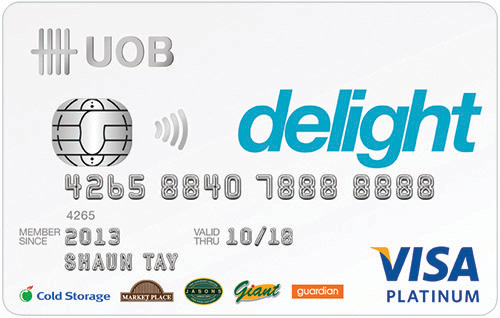 UOB
delight
4265 8840 7888 8888
4265
MEMBER SINCE 2013 VALID THRU 10/18
SHAUN TAY
VISA
PLATINUM
Cold Storage MARKET PLACE JASONS Giant guardian